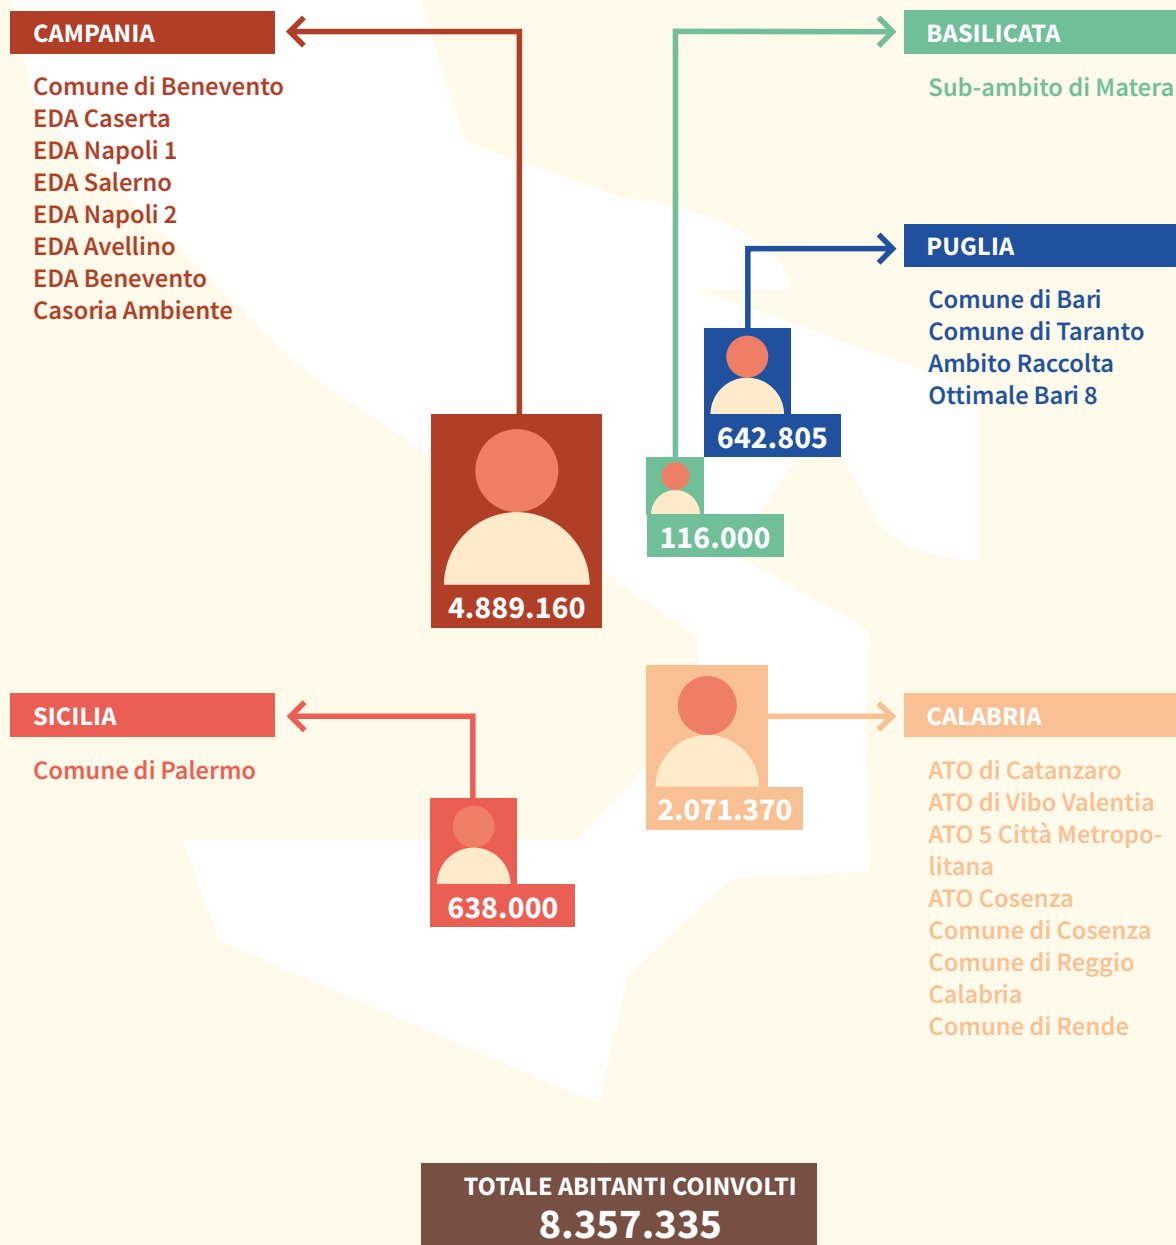 CAMPANIA
Comune di Benevento
EDA Caserta
EDA Napoli 1
EDA Salerno
EDA Napoli 2
EDA Avellino
EDA Benevento
Casoria Ambiente
BASILICATA
Sub-ambito di Matera
PUGLIA
Comune di Bari
Comune di Taranto
Ambito Raccolta
Ottimale Bari 8
642.805
116.000
4.889.160
SICILIA
Comune di Palermo
638.000
2.071.370
CALABRIA
ATO di Catanzaro
ATO di Vibo Valentia
ATO 5 Città Metropo-
litana
ATO Cosenza
Comune di Cosenza
Comune di Reggio
Calabria
Comune di Rende
TOTALE ABITANTI COINVOLTI
8.357.335